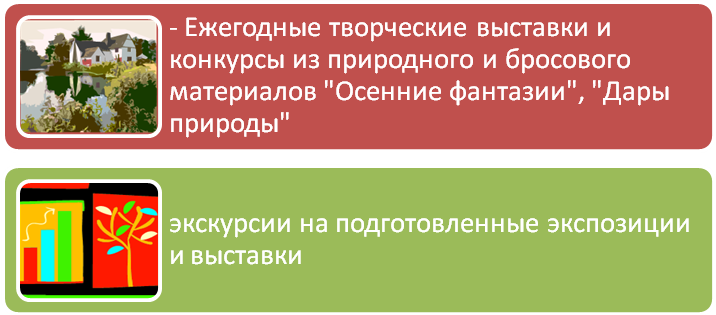 - Ежегодные творческие выставки и
конкурсы из природного и бросового
материалов "Осенние фантазии", "Дары
природы"
экскурсии на подготовленные экспозиции
и выставки